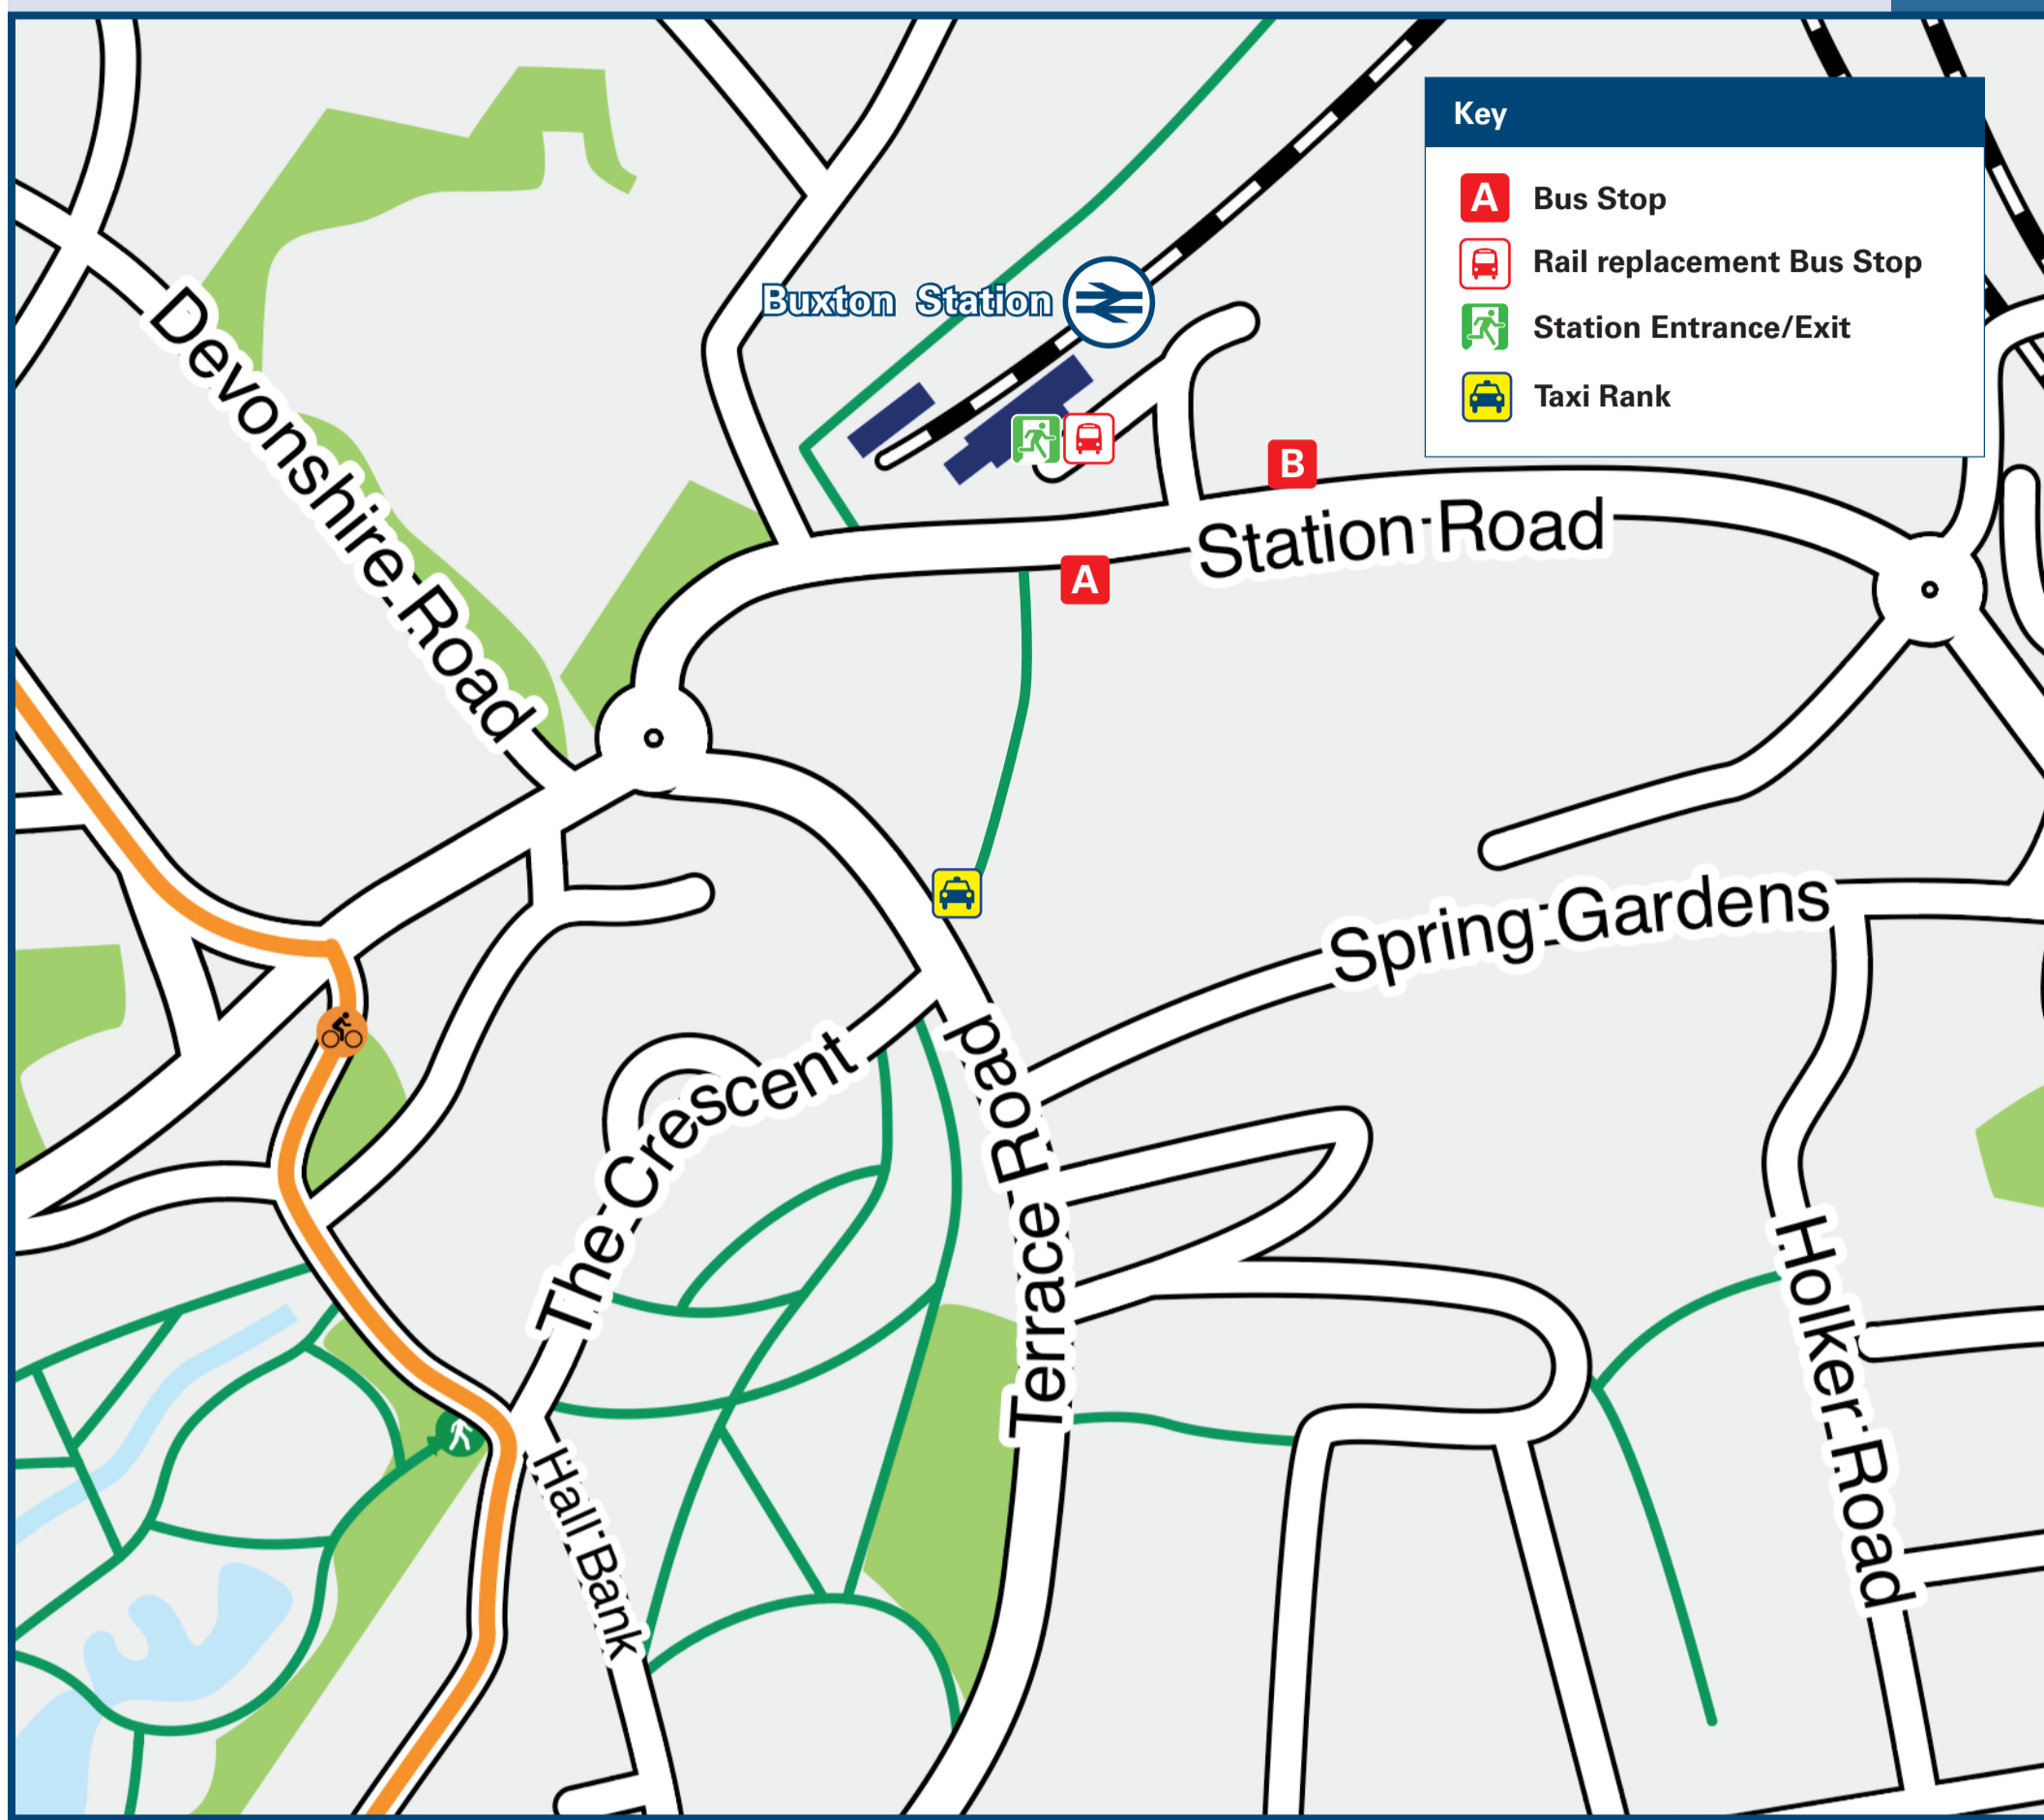 Key
A Bus Stop
Rail replacement Bus Stop
Station Entrance/Exit
Taxi Rank
Buxton Station
Devonshire Road
B
Station Road
A
Spring Gardens
The Crescent
Terrace Road
Holker Road
Hall Bank